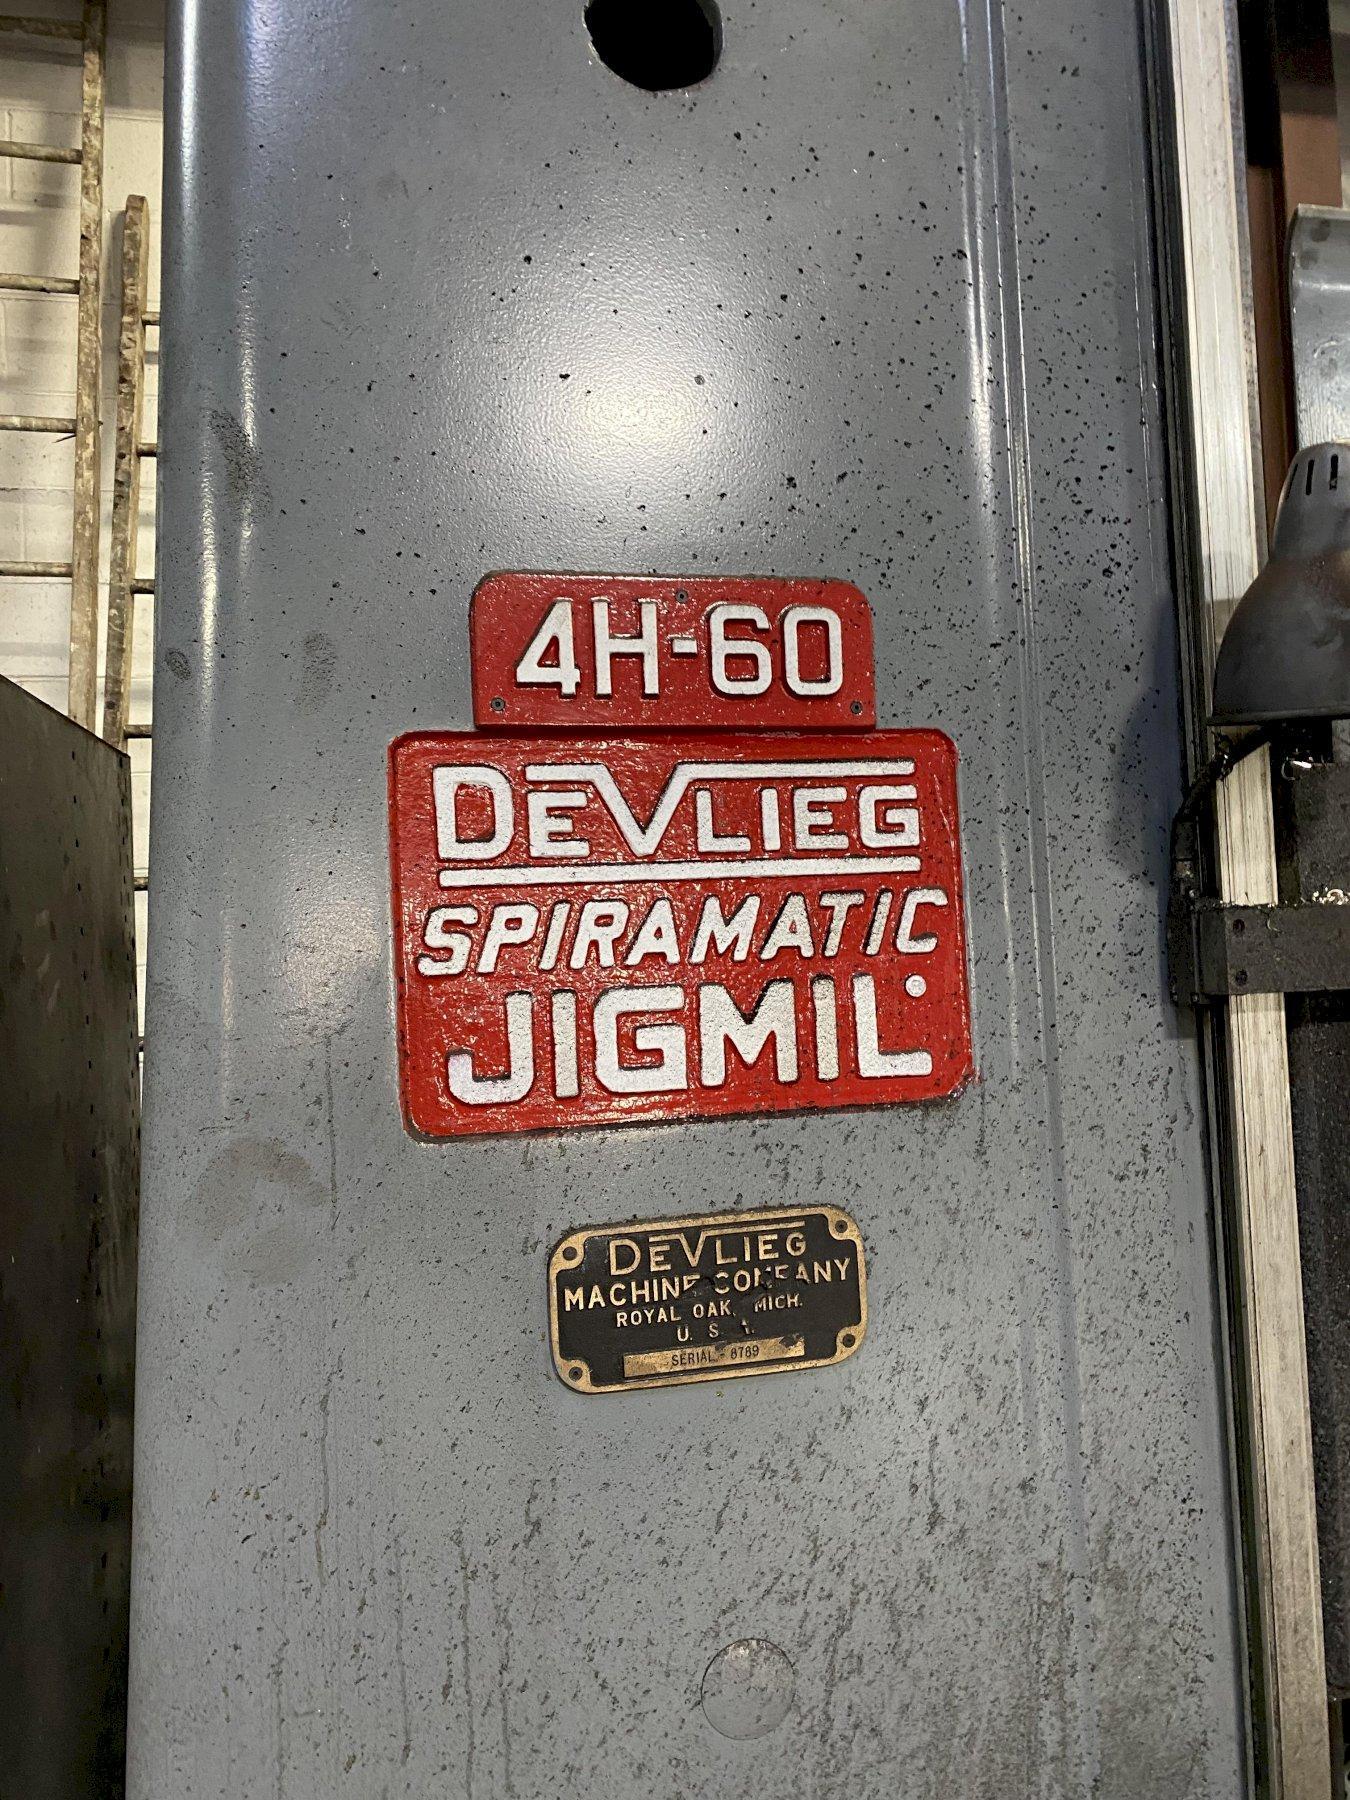 4H-60
DEVLIEG
SPIRAMATIC
JIGMIL
DEVLIEG
MACHINE COMPANY
ROYAL OAK, MICH.
U. S. A.
SERIAL - 8789